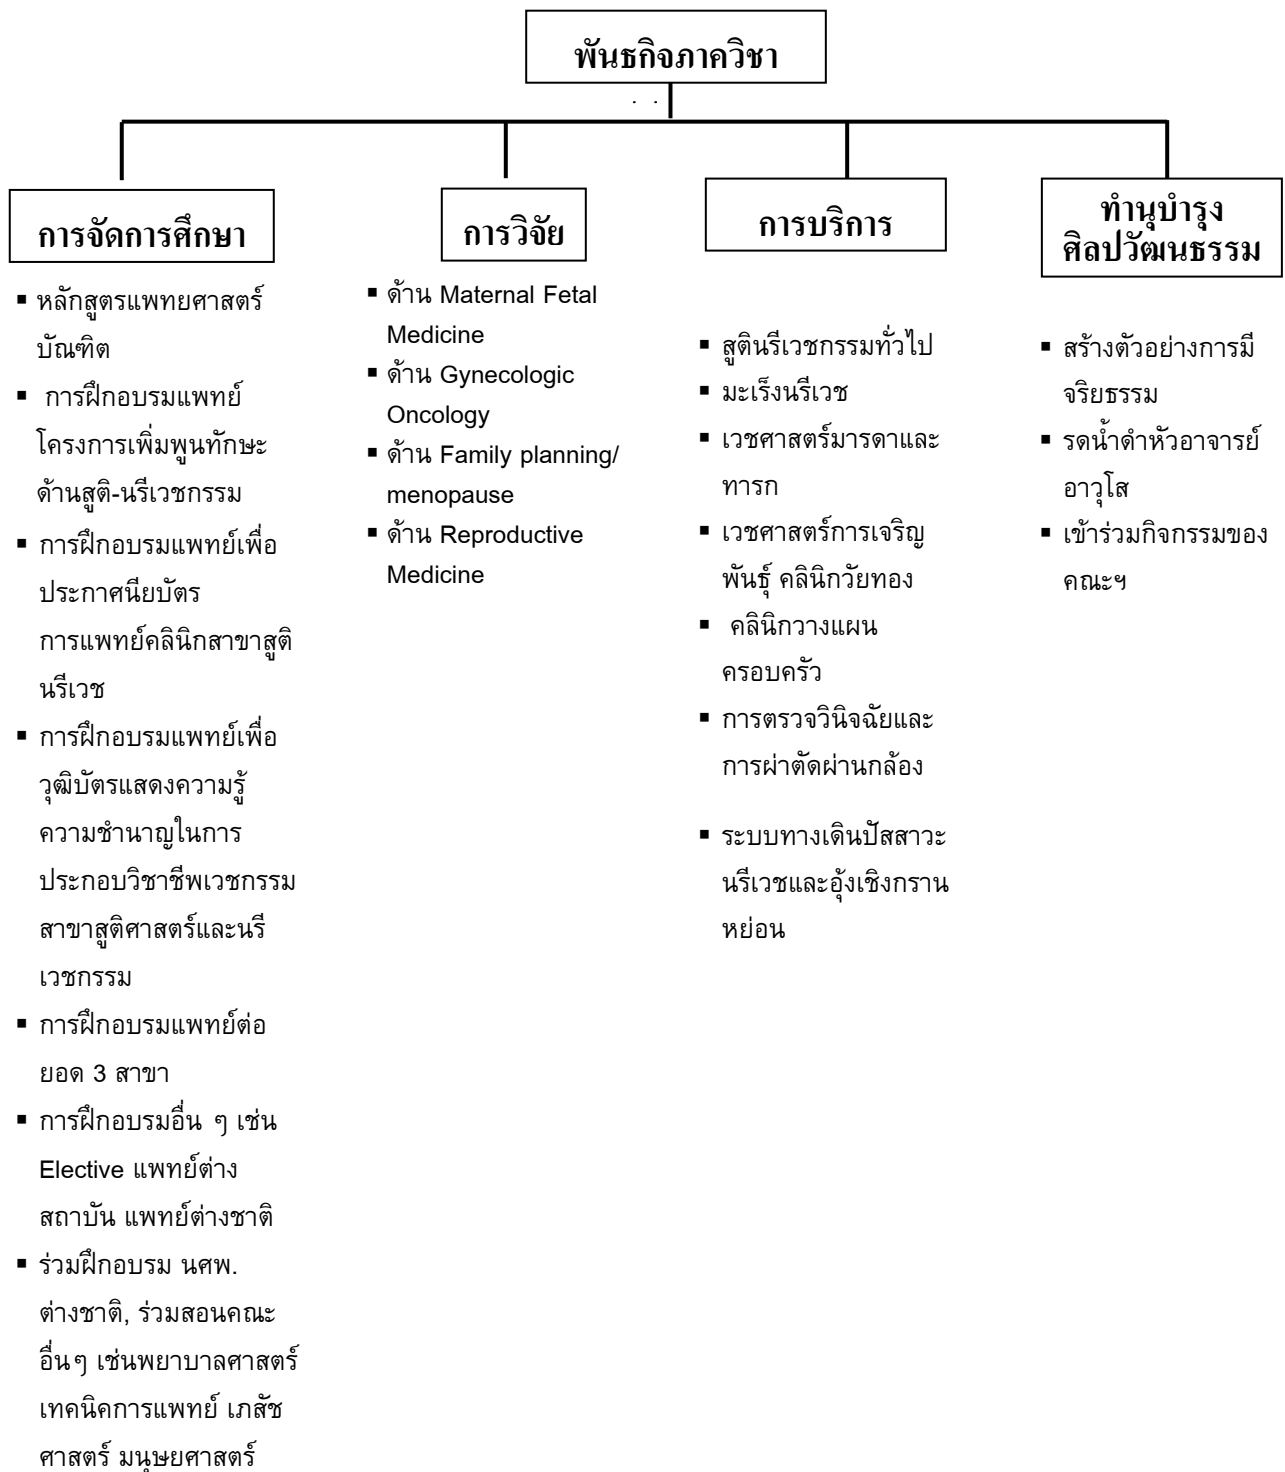 พันธกิจภาควิชา
การจัดการศึกษา
▪ หลักสูตรแพทยศาสตร์
บัณฑิต
▪ การฝึกอบรมแพทย์
โครงการเพิ่มพูนทักษะ
ด้านสูติ-นรีเวชกรรม
▪ การฝึกอบรมแพทย์เพื่อ
ประกาศนียบัตร
การแพทย์คลินิกสาขาสูติ
นรีเวช
▪ การฝึกอบรมแพทย์เพื่อ
วุฒิบัตรแสดงความรู้
ความชำนาญในการ
ประกอบวิชาชีพเวชกรรม
สาขาสูติศาสตร์และนรี
เวชกรรม
▪ การฝึกอบรมแพทย์ต่อ
ยอด 3 สาขา
▪ การฝึกอบรมอื่น ๆ เช่น
Elective แพทย์ต่าง
สถาบัน แพทย์ต่างชาติ
▪ ร่วมฝึกอบรม นศพ.
ต่างชาติ, ร่วมสอนคณะ
อื่นๆ เช่นพยาบาลศาสตร์
เทคนิคการแพทย์ เภสัช
ศาสตร์ มนุษยศาสตร์
การวิจัย
▪ ด้าน Maternal Fetal
Medicine
▪ ด้าน Gynecologic
Oncology
▪ ด้าน Family planning/
menopause
▪ ด้าน Reproductive
Medicine
การบริการ
▪ สูตินรีเวชกรรมทั่วไป
▪ มะเร็งนรีเวช
▪ เวชศาสตร์มารดาและ
ทารก
▪ เวชศาสตร์การเจริญ
พันธุ์ คลินิกวัยทอง
▪ คลินิกวางแผน
ครอบครัว
▪ การตรวจวินิจฉัยและ
การผ่าตัดผ่านกล้อง
▪ ระบบทางเดินปัสสาวะ
นรีเวชและอุ้งเชิงกราน
หย่อน
ทำนุบำรุง
ศิลปวัฒนธรรม
▪ สร้างตัวอย่างการมี
จริยธรรม
▪ รดน้ำดำหัวอาจารย์
อาวุโส
▪ เข้าร่วมกิจกรรมของ
คณะฯ